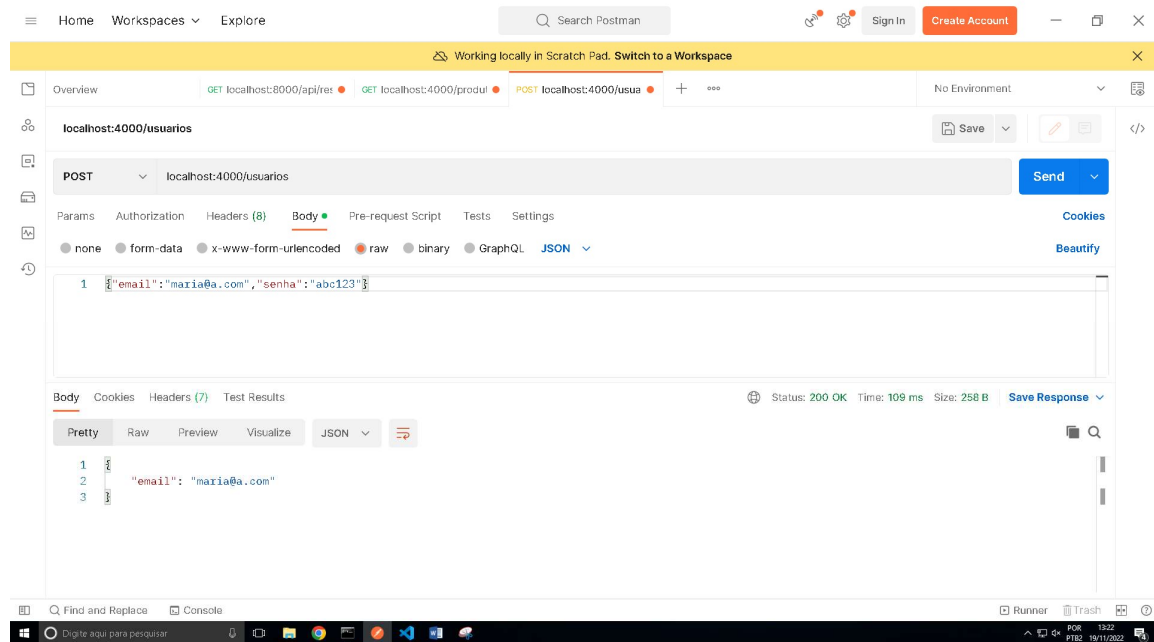 Home Workspaces Explore Search Postman Sign In Create Account
Working locally in Scratch Pad. Switch to a Workspace
Overview GET localhost:8000/api/res GET localhost:4000/produt POST localhost:4000/usua No Environment
localhost:4000/usuarios Save
POST localhost:4000/usuarios Send
Params Authorization Headers (8) Body Pre-request Script Tests Settings Cookies
none form-data x-www-form-urlencoded raw binary GraphQL JSON Beautify
1 {"email":"maria@a.com","senha":"abc123"}
Body Cookies Headers (7) Test Results Status: 200 OK Time: 109 ms Size: 258 B Save Response
Pretty Raw Preview Visualize JSON
1 {
2 "email": "maria@a.com"
3 }
Find and Replace Console Runner Trash
Digite aqui para pesquisar POR 13:22
PTB2 19/11/2022 4